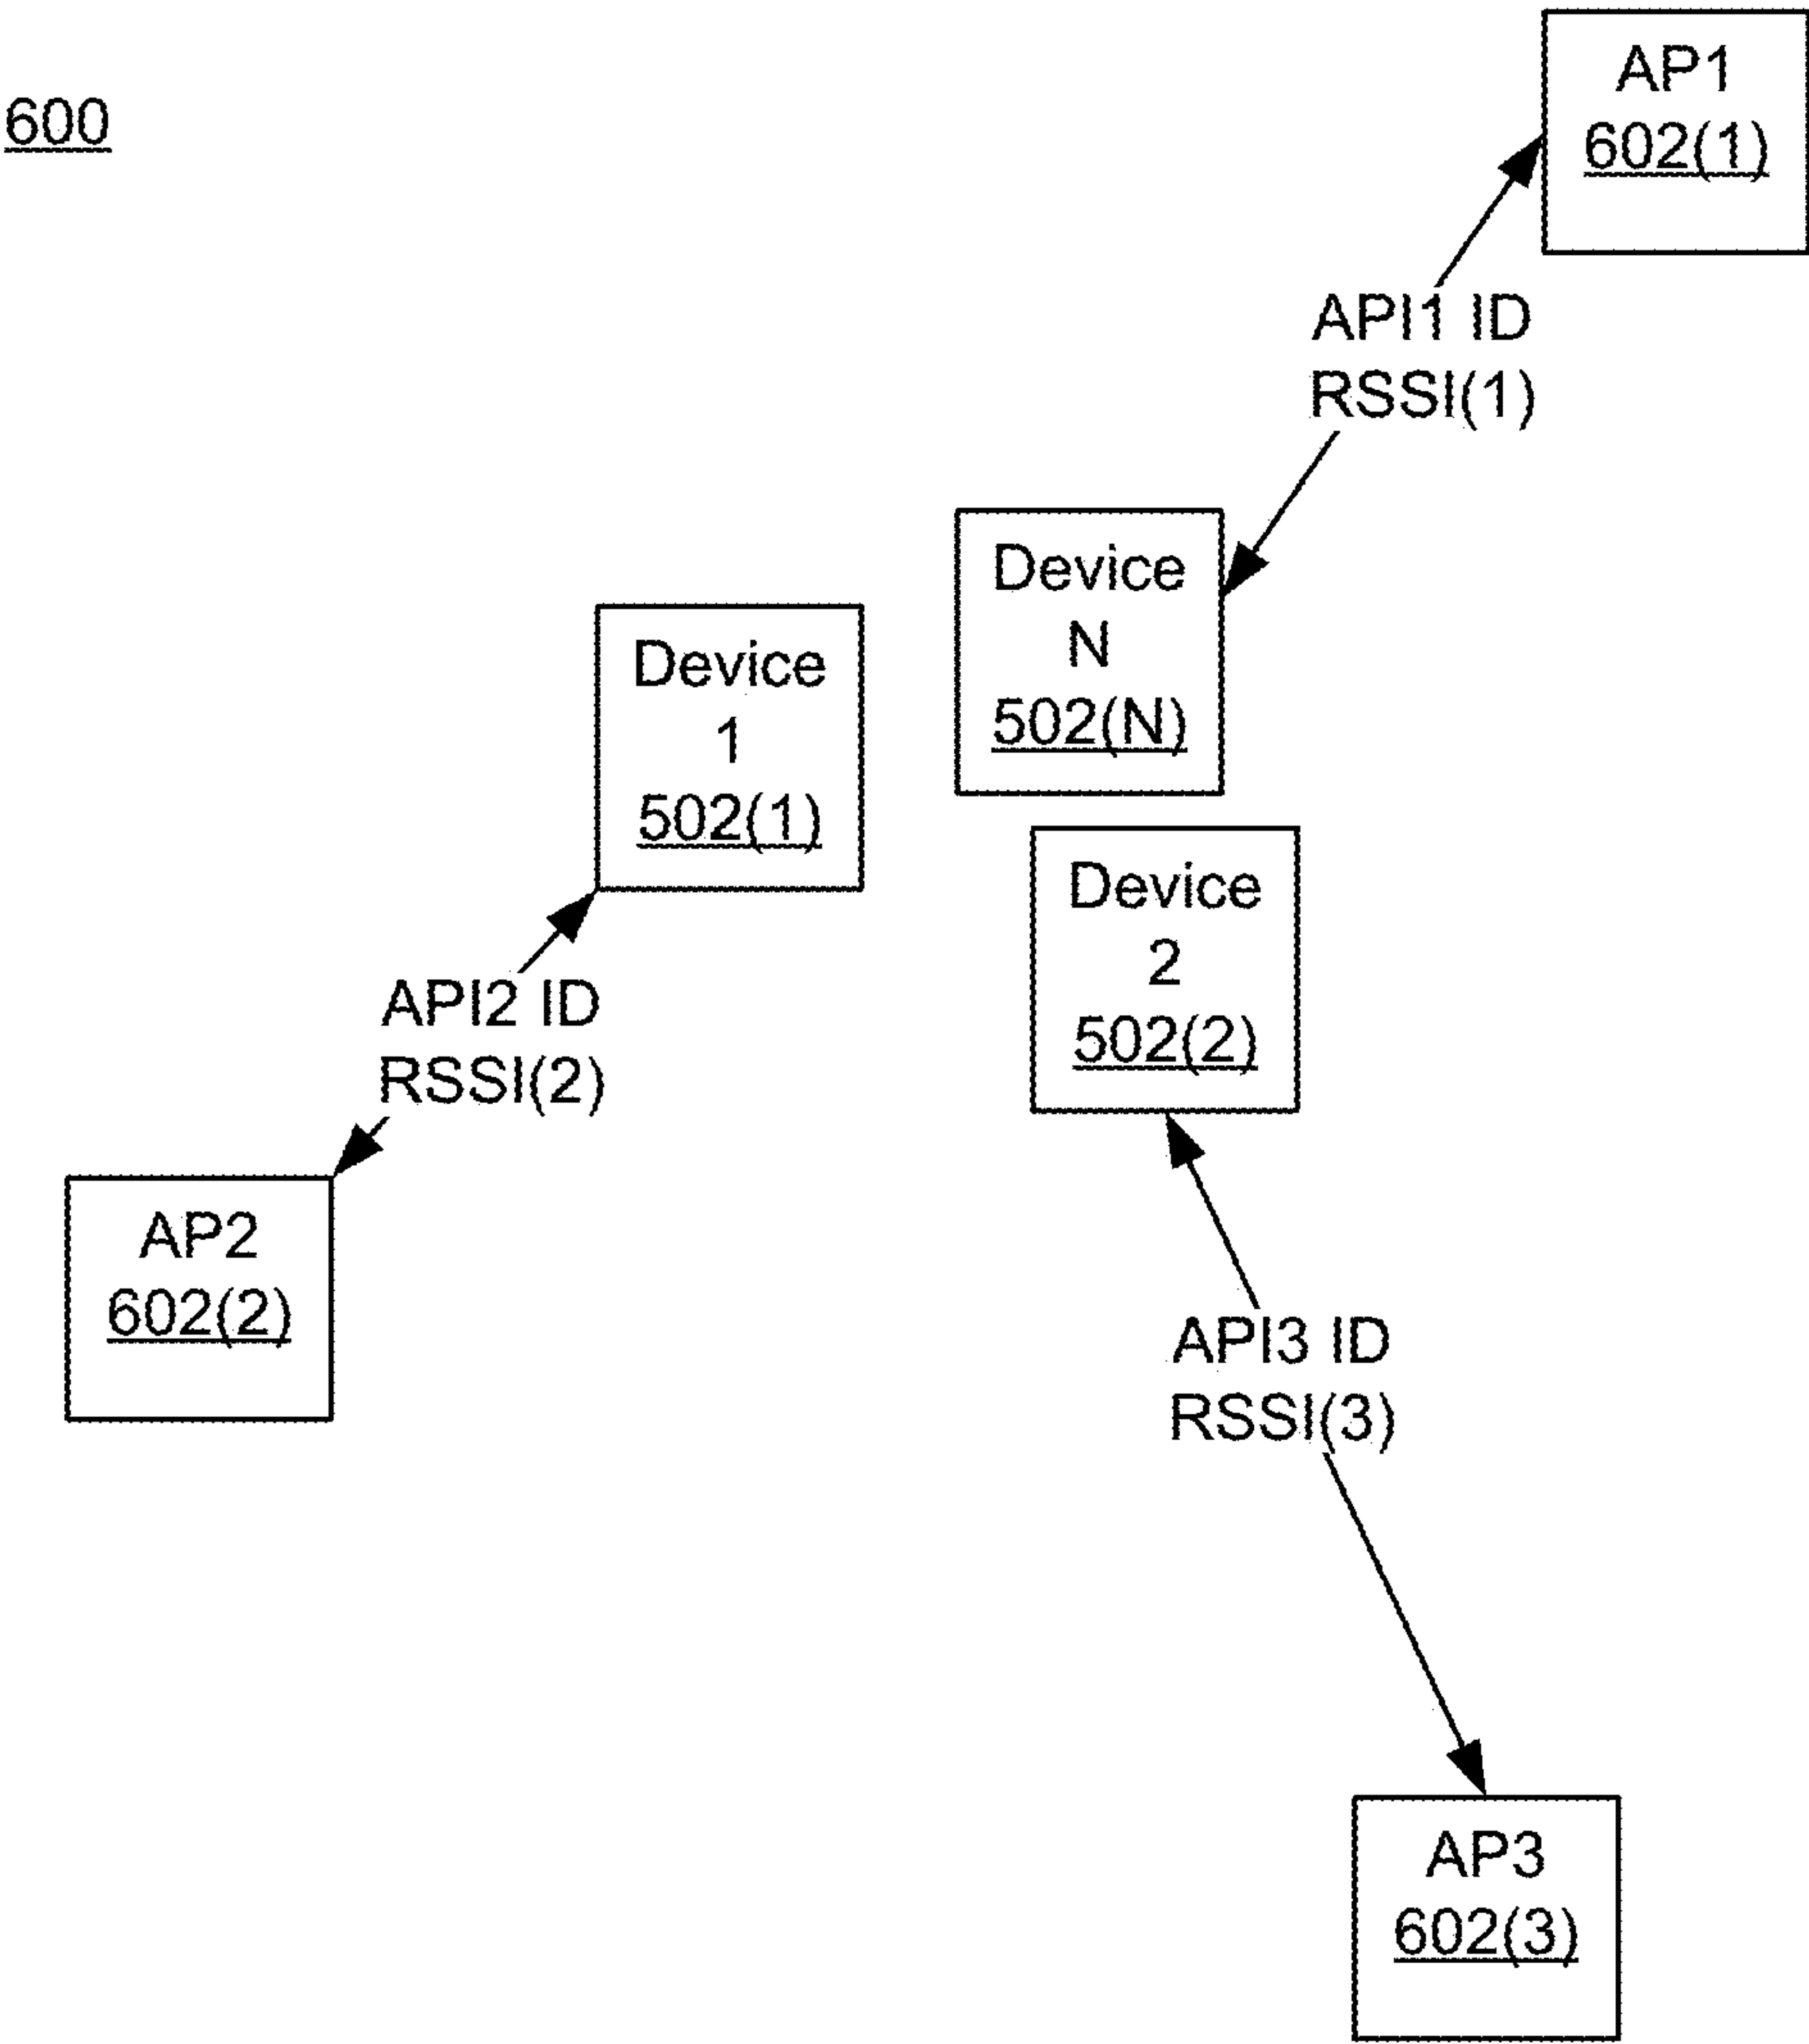 600
AP1
602(1)
API1 ID
RSSI(1)
Device
N
502(N)
Device
1
502(1)
Device
2
502(2)
API2 ID
RSSI(2)
AP2
602(2)
API3 ID
RSSI(3)
AP3
602(3)